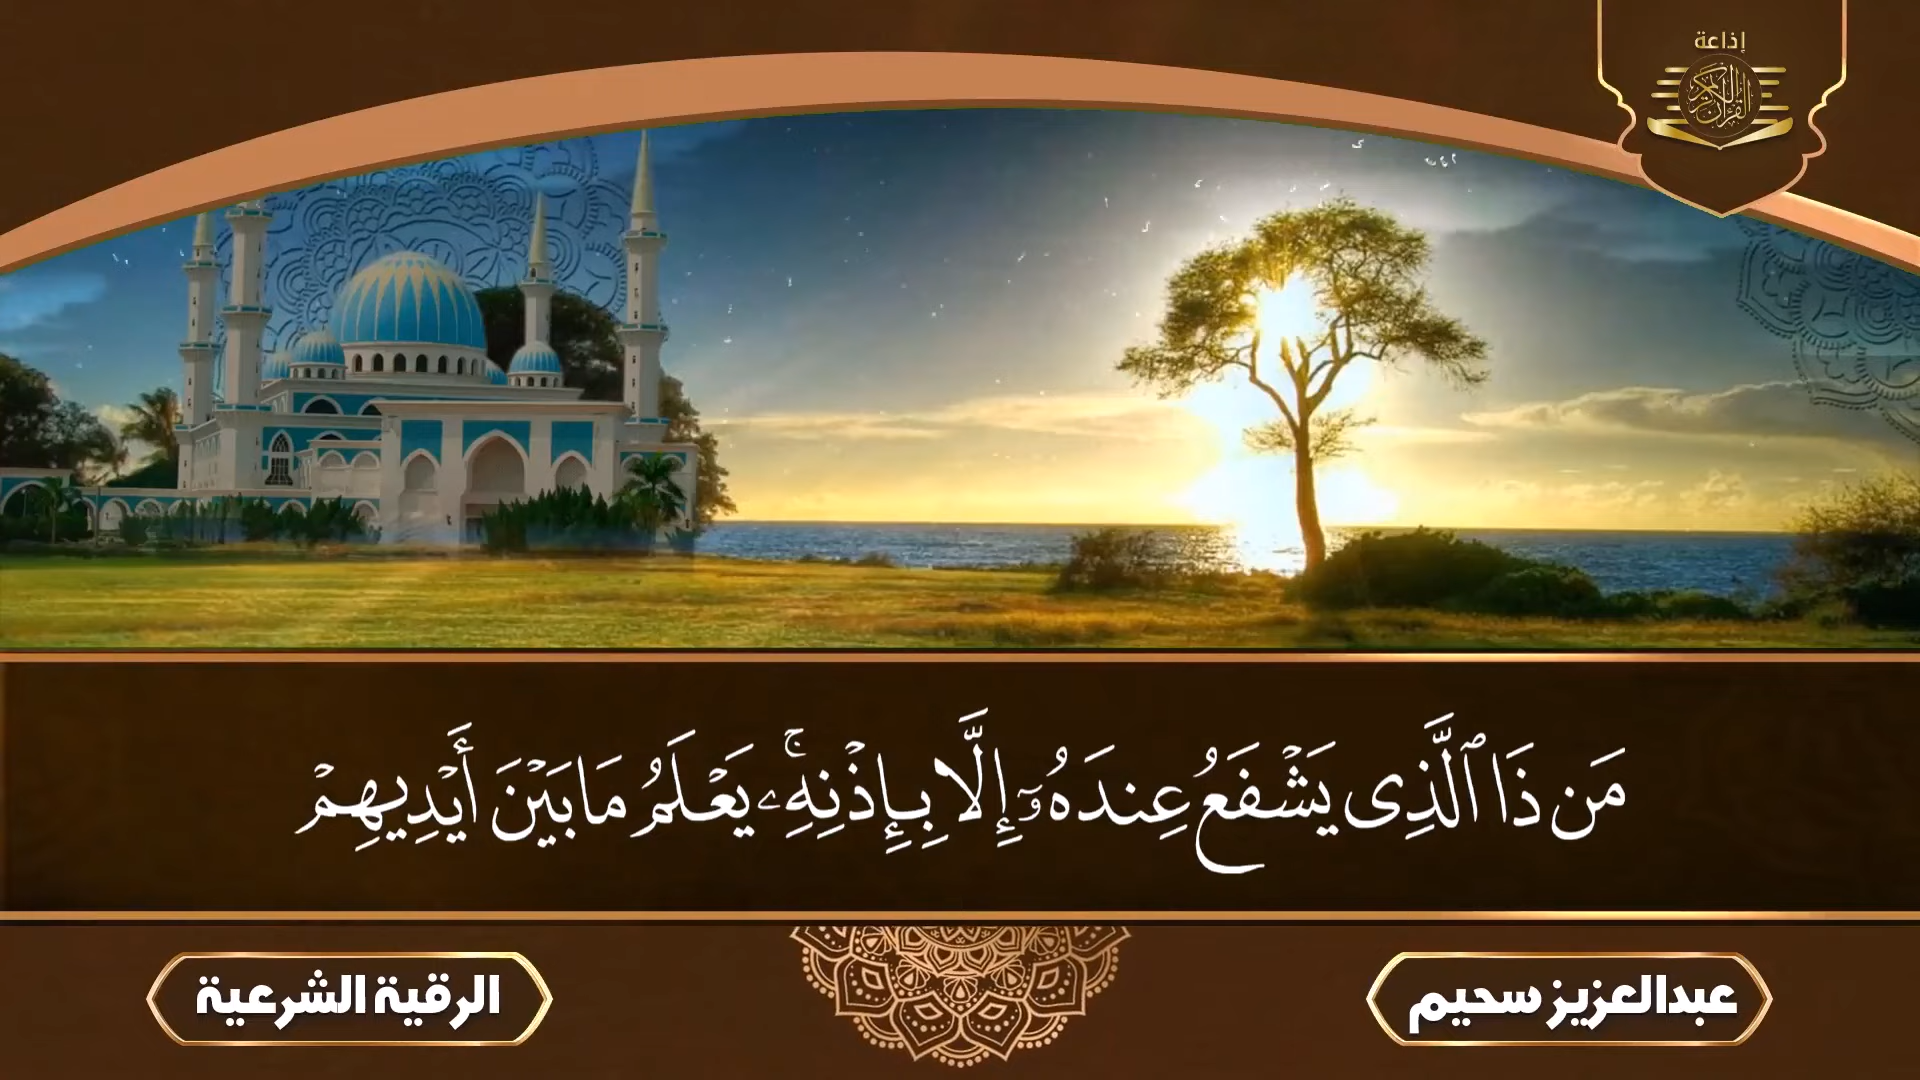 إذاعة
القرآن الكريم
مَن ذَا ٱلَّذِى يَشْفَعُ عِندَهُۥٓ إِلَّا بِإِذْنِهِۦۚ يَعْلَمُ مَا بَيْنَ أَيْدِيهِمْ
عبدالعزيز سحيم
الرقية الشرعية